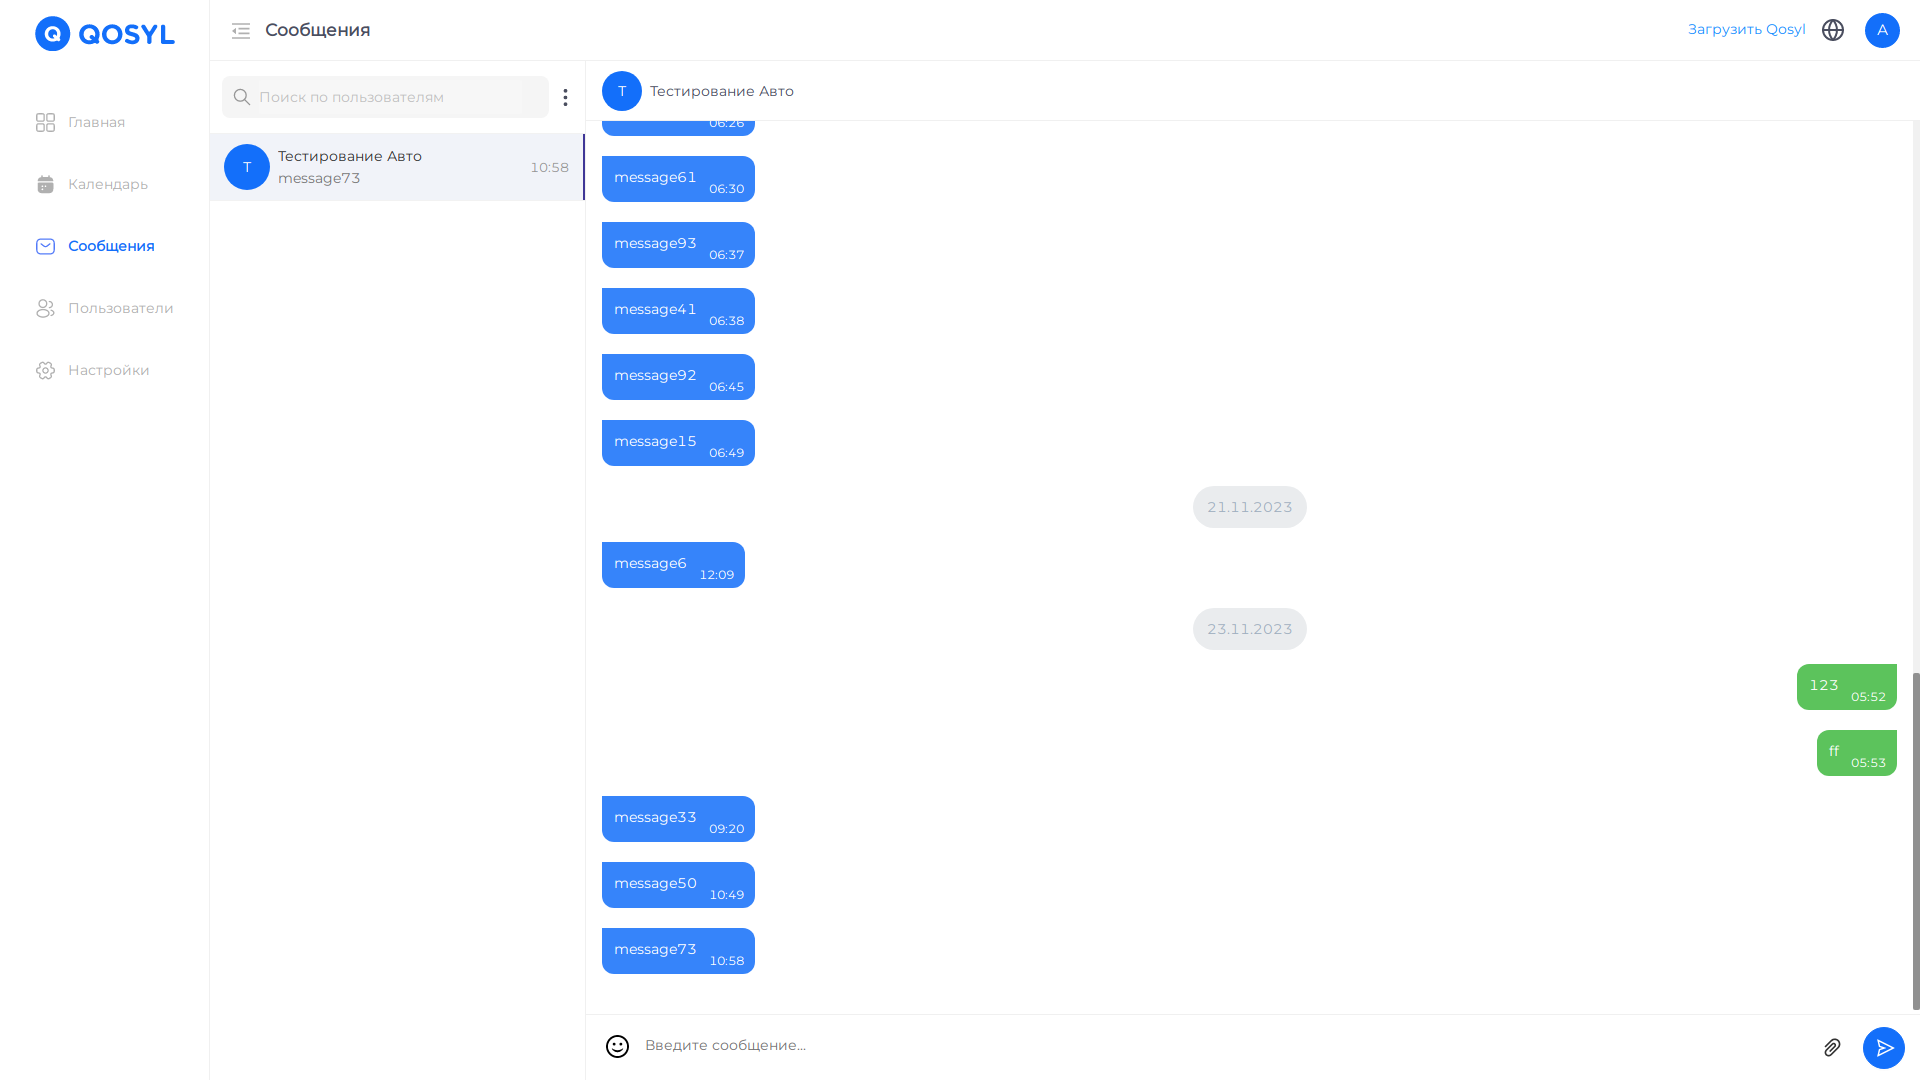 QOSYL
Главная
Календарь
Сообщения
Пользователи
Настройки
Сообщения
Загрузить Qosyl
A
Поиск по пользователям
T
Тестирование Авто
message73
10:58
T
Тестирование Авто
06:26
message61
06:30
message93
06:37
message41
06:38
message92
06:45
message15
06:49
21.11.2023
message6
12:09
23.11.2023
123
05:52
ff
05:53
message33
09:20
message50
10:49
message73
10:58
Введите сообщение...